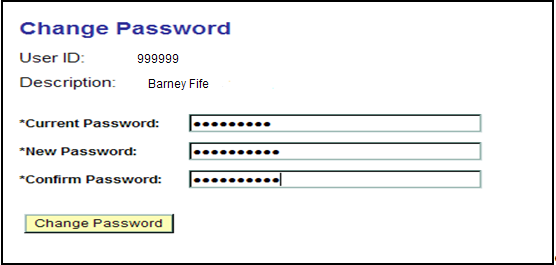 Change Password
User ID: 999999
Description: Barney Fife
*Current Password: •••••••••
*New Password: ••••••••••
*Confirm Password: ••••••••••
Change Password